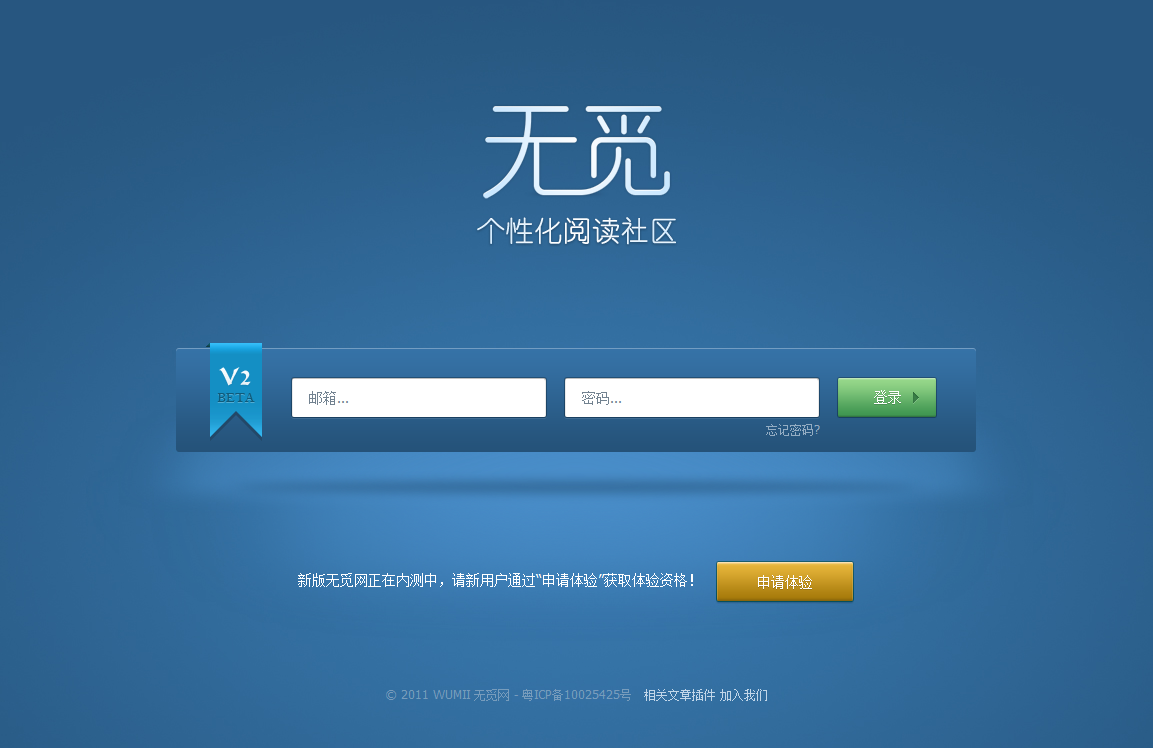 无觅
个性化阅读社区
V2
BETA
邮箱...
密码...
登录
忘记密码?
新版无觅网正在内测中，请新用户通过“申请体验”获取体验资格！
申请体验
© 2011 WUMII 无觅网 - 粤ICP备10025425号 相关文章插件 加入我们